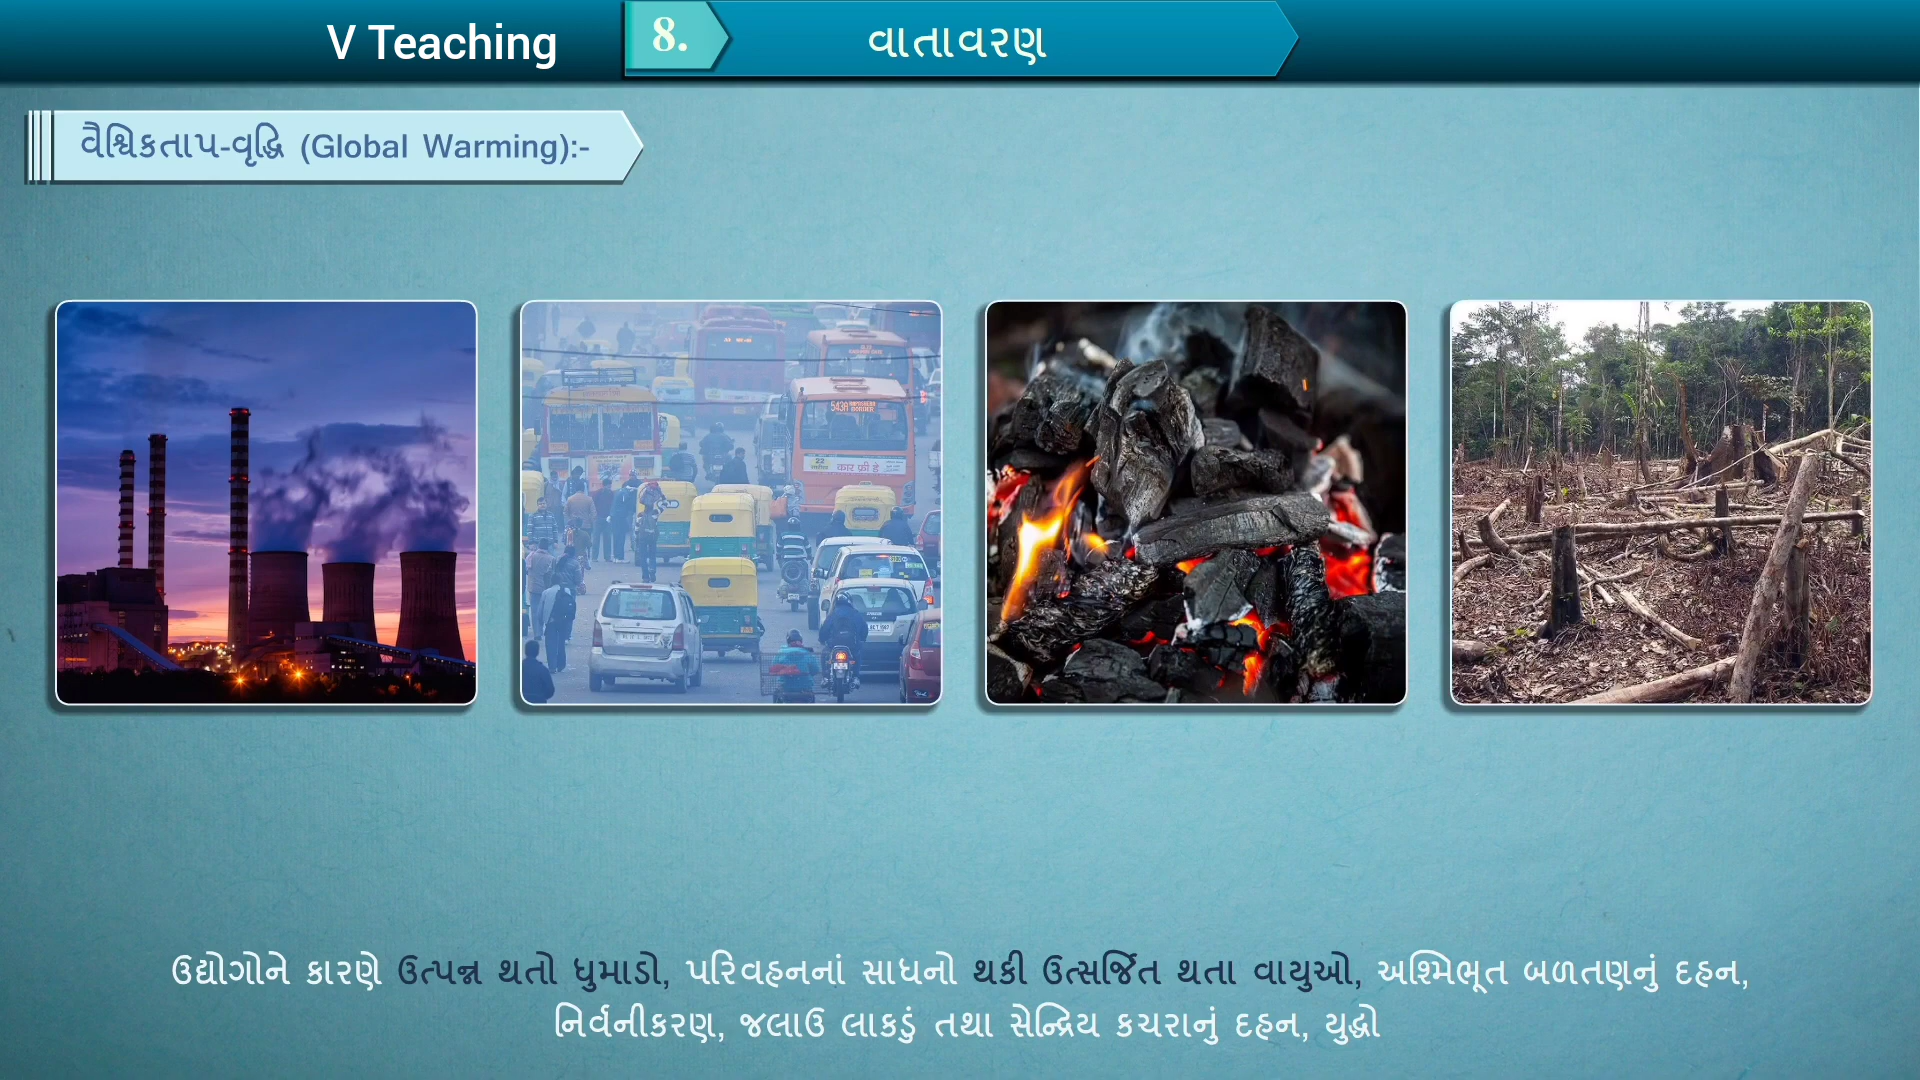 V Teaching
8.
વાતાવરણ
વૈશ્વિકતાપ-વૃદ્ધિ (Global Warming):-
543A
कार फ्री डे
ઉદ્યોગોને કારણે ઉત્પન્ન થતો ધુમાડો, પરિવહનનાં સાધનો થકી ઉત્સર્જિત થતા વાયુઓ, અશ્મિભૂત બળતણનું દહન,
નિર્વનીકરણ, જલાઉ લાકડું તથા સેન્દ્રિય કચરાનું દહન, યુદ્ધો